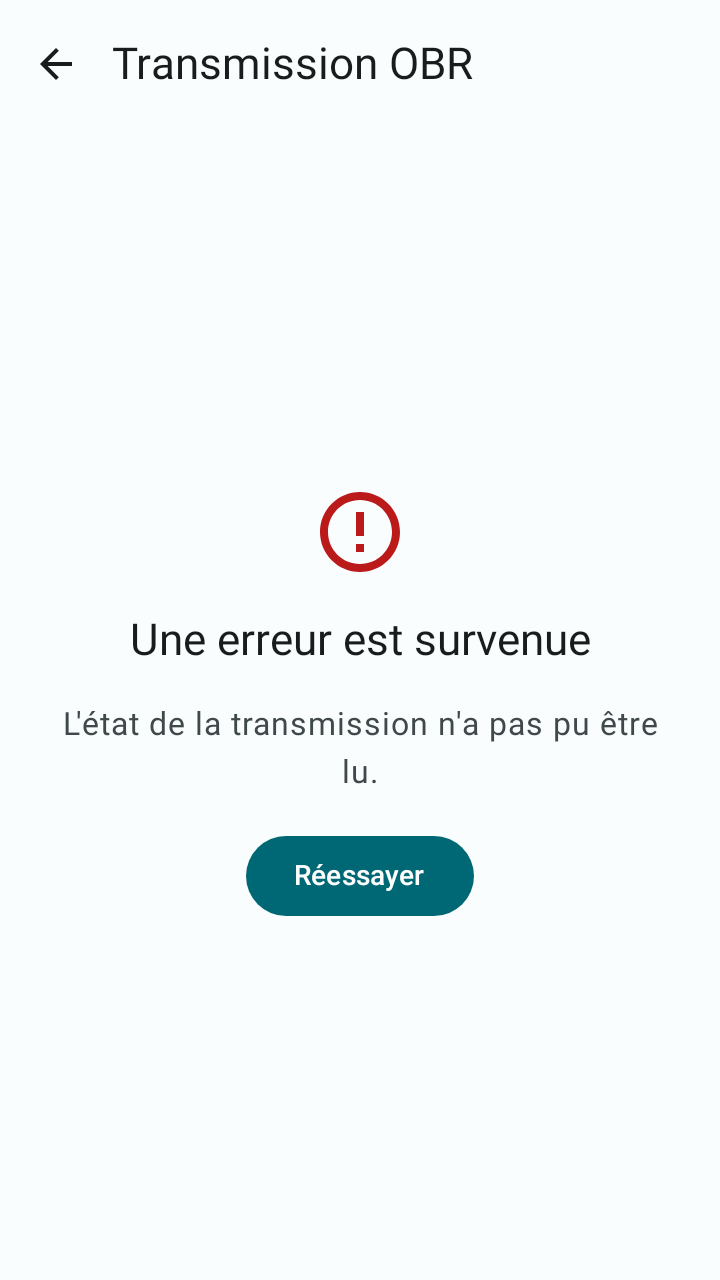 Transmission OBR
Une erreur est survenue
L'état de la transmission n'a pas pu être
lu.
Réessayer